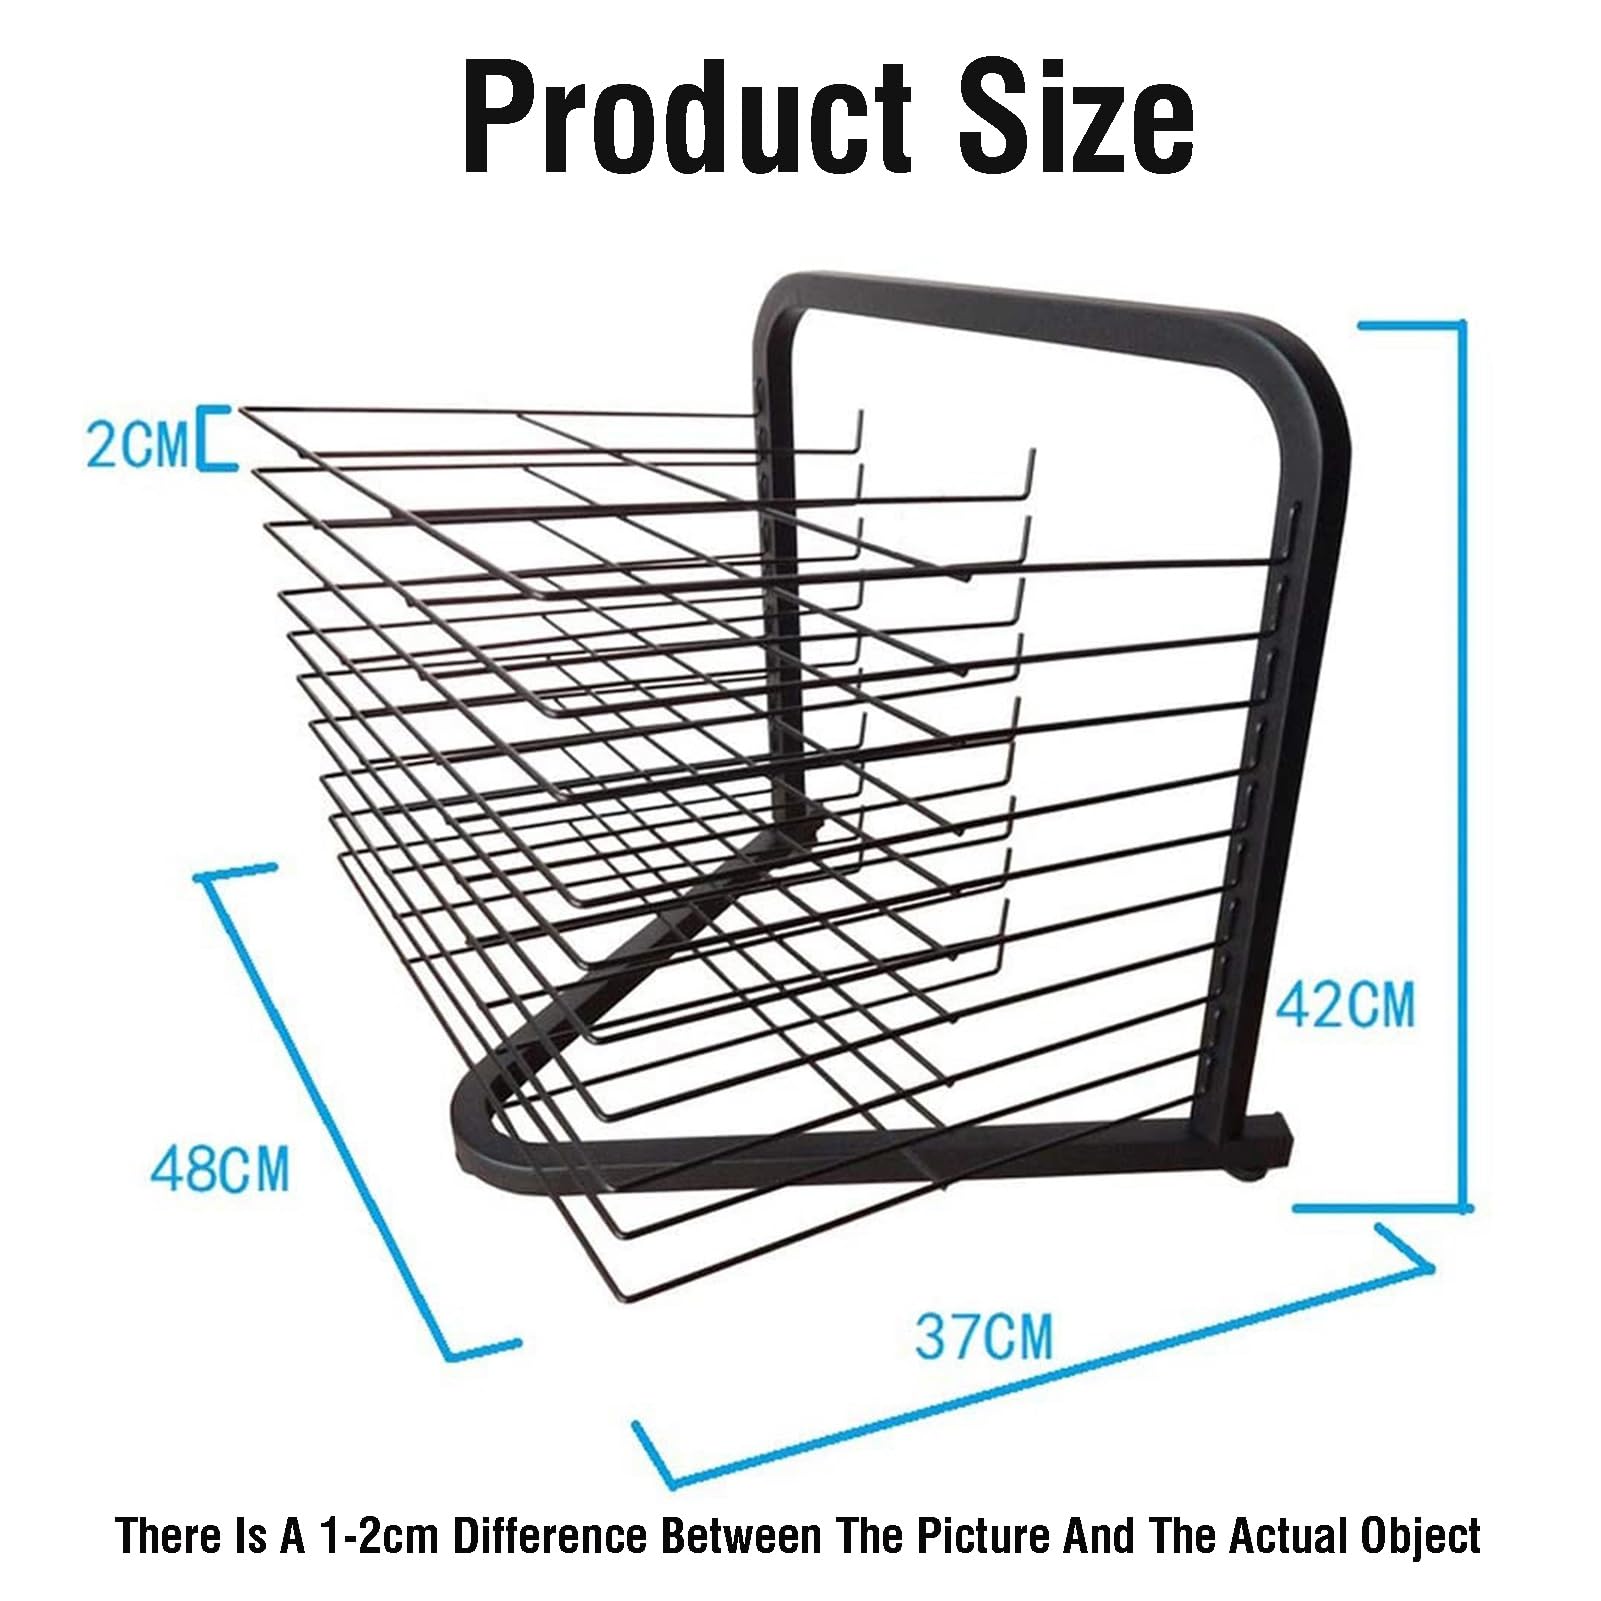 Product Size
2CM
42CM
48CM
37CM
There Is A 1-2cm Difference Between The Picture And The Actual Object